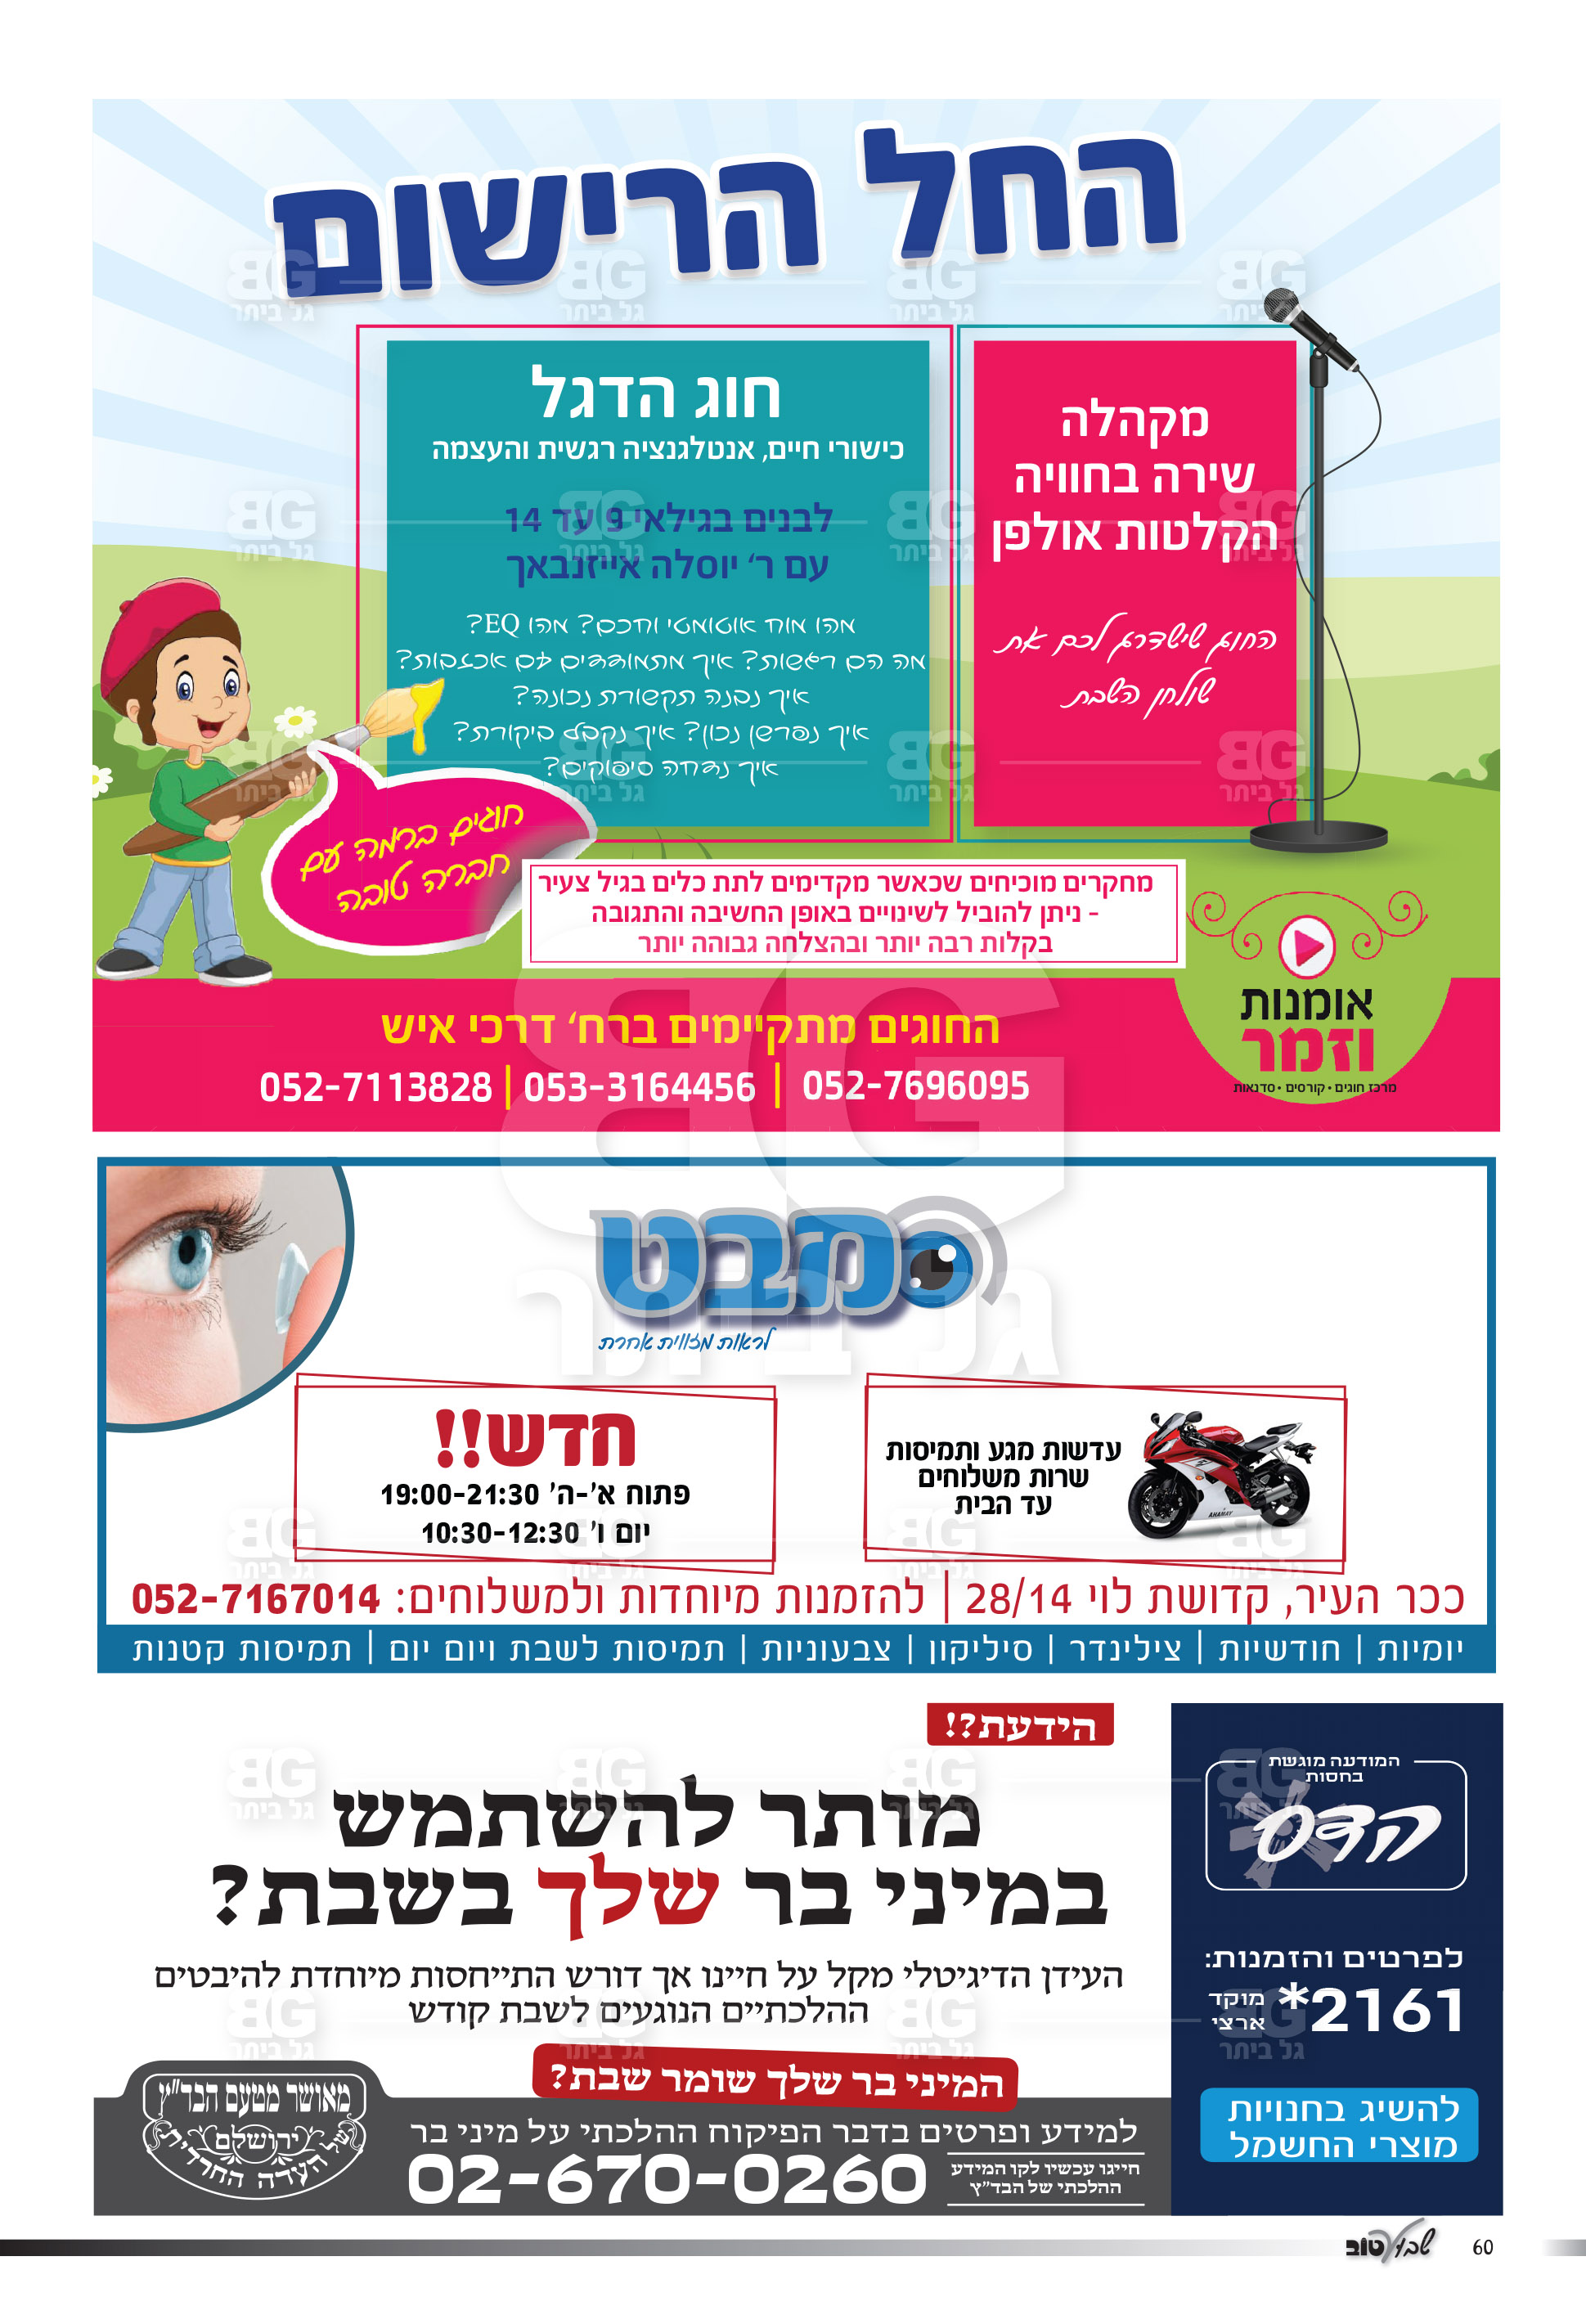 החל הרישום
מקהלה
שירה בחוויה
הקלטות אולפן
החוג שישדרג לכם את
שולחן השבת
חוג הדגל
כישורי חיים, אנטלגנציה רגשית והעצמה
לבנים בגילאי 9 עד 14
עם ר' יוסלה אייזנבאך
מהו מוח אוטומטי וחכם? מהו EQ?
מה הם רגשות? איך מתמודדים עם אכזבות?
איך נבנה תקשורת נכונה?
איך נפרשן נכון? איך נקבל ביקורת?
איך נדחה סיפוקים?
חוגים ברמה עם
חברה טובה
מחקרים מוכיחים שכאשר מקדימים לתת כלים בגיל צעיר
- ניתן להוביל לשינויים באופן החשיבה והתגובה
בקלות רבה יותר ובהצלחה גבוהה יותר
אומנות
וזמר
מרכז חוגים • קורסים • סדנאות
החוגים מתקיימים ברח' דרכי איש
052-7696095 | 053-3164456 | 052-7113828
מבט
לראות מזווית אחרת
עדשות מגע ותמיסות
שרות משלוחים
עד הבית
חדש!!
פתוח א'-ה' 19:00-21:30
יום ו' 10:30-12:30
ככר העיר, קדושת לוי 28/14 | להזמנות מיוחדות ולמשלוחים: 052-7167014
יומיות | חודשיות | צילינדר | סיליקון | צבעוניות | תמיסות לשבת ויום יום | תמיסות קטנות
הידעת?!
מותר להשתמש
במיני בר שלך בשבת?
העידן הדיגיטלי מקל על חיינו אך דורש התייחסות מיוחדת להיבטים
ההלכתיים הנוגעים לשבת קודש
המיני בר שלך שומר שבת?
למידע ופרטים בדבר הפיקוח ההלכתי על מיני בר
חייגו עכשיו לקו המידע
ההלכתי של הבד"ץ
02-670-0260
מאושר מטעם הבד"ץ
ירושלם
של העדה החרדית
המודעה מוגשת
בחסות
הדס
לפרטים והזמנות:
*2161
מוקד
ארצי
להשיג בחנויות
מוצרי החשמל
שבוע טוב
60
BG
גל ביתר